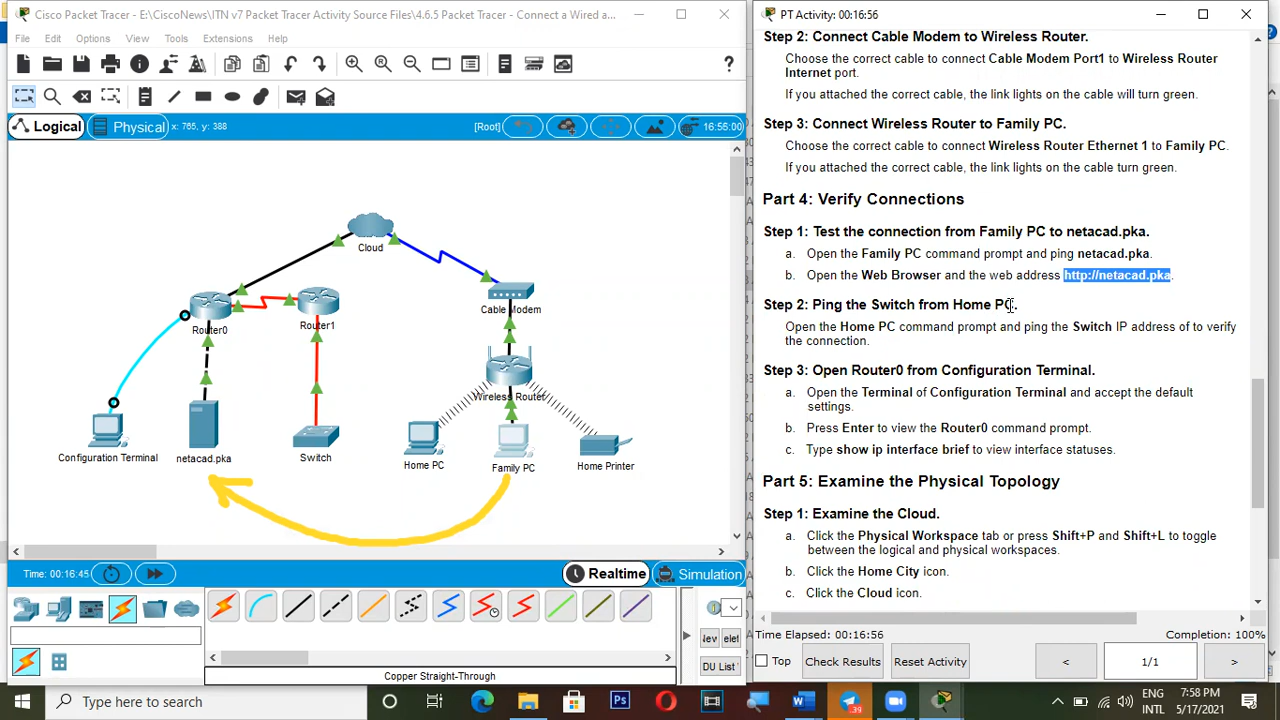 Cisco Packet Tracer - E:\CiscoNews\ITN v7 Packet Tracer Activity Source Files\4.6.5 Packet Tracer - Connect a Wired a...
File Edit Options View Tools Extensions Help
Logical Physical x: 765, y: 388 [Root] 16:56:00
Cloud
Cable Modem
Router0
Router1
Wireless Router
Configuration Terminal
netacad.pka
Switch
Home PC
Family PC
Home Printer
Time: 16:16:45 Realtime Simulation
Copper Straight-Through
PT Activity: 00:16:56
Step 2: Connect Cable Modem to Wireless Router.
Choose the correct cable to connect Cable Modem Port1 to Wireless Router
Internet port.
If you attached the correct cable, the link lights on the cable will turn green.
Step 3: Connect Wireless Router to Family PC.
Choose the correct cable to connect Wireless Router Ethernet 1 to Family PC.
If you attached the correct cable, the link lights on the cable turn green.
Part 4: Verify Connections
Step 1: Test the connection from Family PC to netacad.pka.
a. Open the Family PC command prompt and ping netacad.pka.
b. Open the Web Browser and the web address http://netacad.pka.
Step 2: Ping the Switch from Home PC.
Open the Home PC command prompt and ping the Switch IP address of to verify
the connection.
Step 3: Open Router0 from Configuration Terminal.
a. Open the Terminal of Configuration Terminal and accept the default
settings.
b. Press Enter to view the Router0 command prompt.
c. Type show ip interface brief to view interface statuses.
Part 5: Examine the Physical Topology
Step 1: Examine the Cloud.
a. Click the Physical Workspace tab or press Shift+P and Shift+L to toggle
between the logical and physical workspaces.
b. Click the Home City icon.
c. Click the Cloud icon.
Time Elapsed: 00:16:56 Completion: 100%
Top Check Results Reset Activity < 1/1 >
Type here to search
ENG
INTL
7:58 PM
5/17/2021